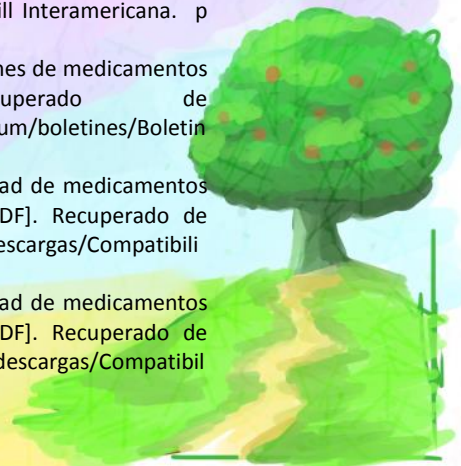 ill Interamericana. p
nes de medicamentos
uperado de
um/boletines/Boletin
ad de medicamentos
DF]. Recuperado de
escargas/Compatibili
ad de medicamentos
DF]. Recuperado de
descargas/Compatibil